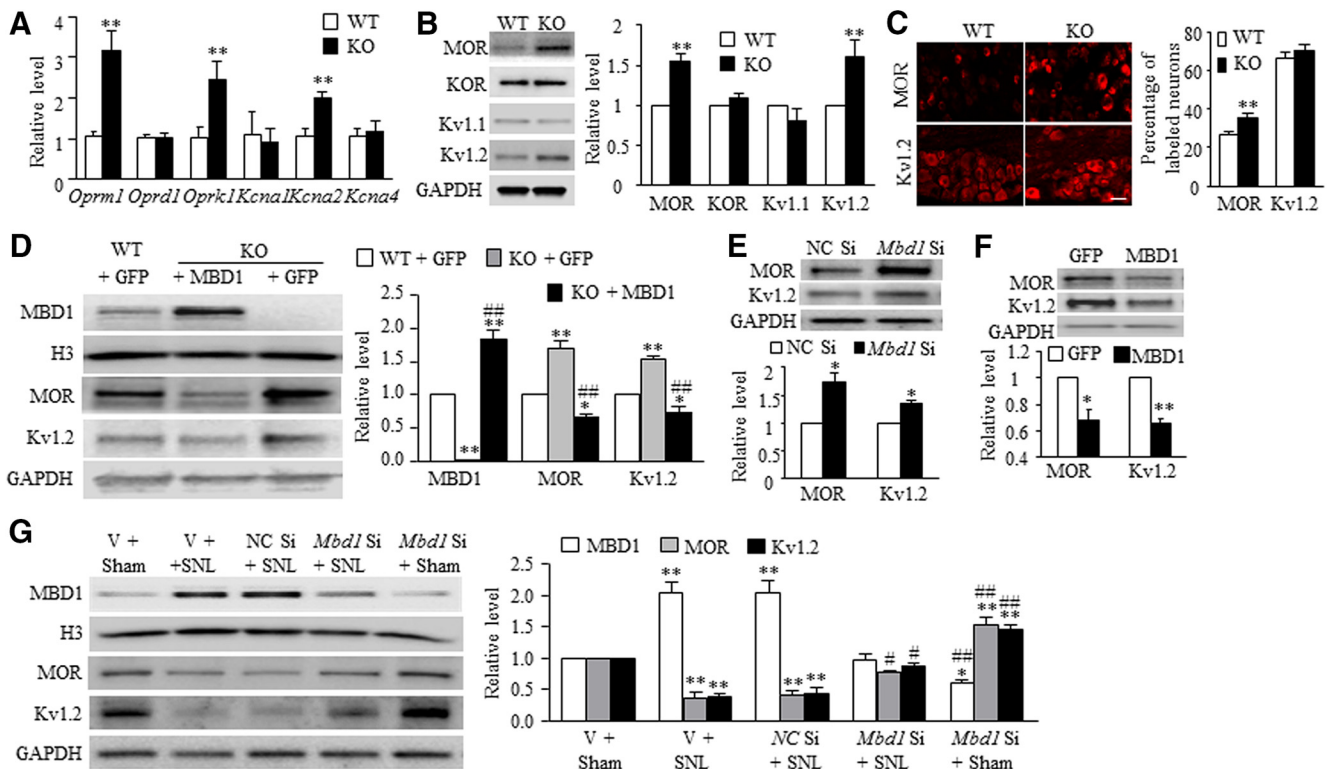 A
WT
KO
Relative level
4
3
2
1
0
**
**
**
Oprm1 Oprd1 Oprk1 Kcna1 Kcna2 Kcna4
B
WT KO
MOR
KOR
Kv1.1
Kv1.2
GAPDH
WT
KO
Relative level
2
1.5
1
0.5
0
**
**
MOR KOR Kv1.1 Kv1.2
C
WT KO
MOR
Kv1.2
WT
KO
Percentage of
labeled neurons
80
60
40
20
0
**
MOR Kv1.2
D
WT KO
+ GFP + MBD1 + GFP
MBD1
H3
MOR
Kv1.2
GAPDH
WT + GFP KO + GFP
KO + MBD1
Relative level
2.5
2.0
1.5
1.0
0.5
0.0
**
##
**
**
##
*
**
##
*
MBD1 MOR Kv1.2
E
NC Si Mbd1 Si
MOR
Kv1.2
GAPDH
NC Si Mbd1 Si
Relative level
2
1.5
1
0.5
0
*
*
MOR Kv1.2
F
GFP MBD1
MOR
Kv1.2
GAPDH
GFP MBD1
Relative level
1.2
1.0
0.8
0.6
0.4
*
**
MOR Kv1.2
G
V + V + NC Si Mbd1 Si Mbd1 Si
Sham +SNL + SNL + SNL + Sham
MBD1
H3
MOR
Kv1.2
GAPDH
MBD1 MOR Kv1.2
Relative level
2.5
2.0
1.5
1.0
0.5
0.0
**
** **
**
** **
# #
##
*
##
**
##
**
V + V + NC Si Mbd1 Si Mbd1 Si
Sham SNL + SNL + SNL + Sham